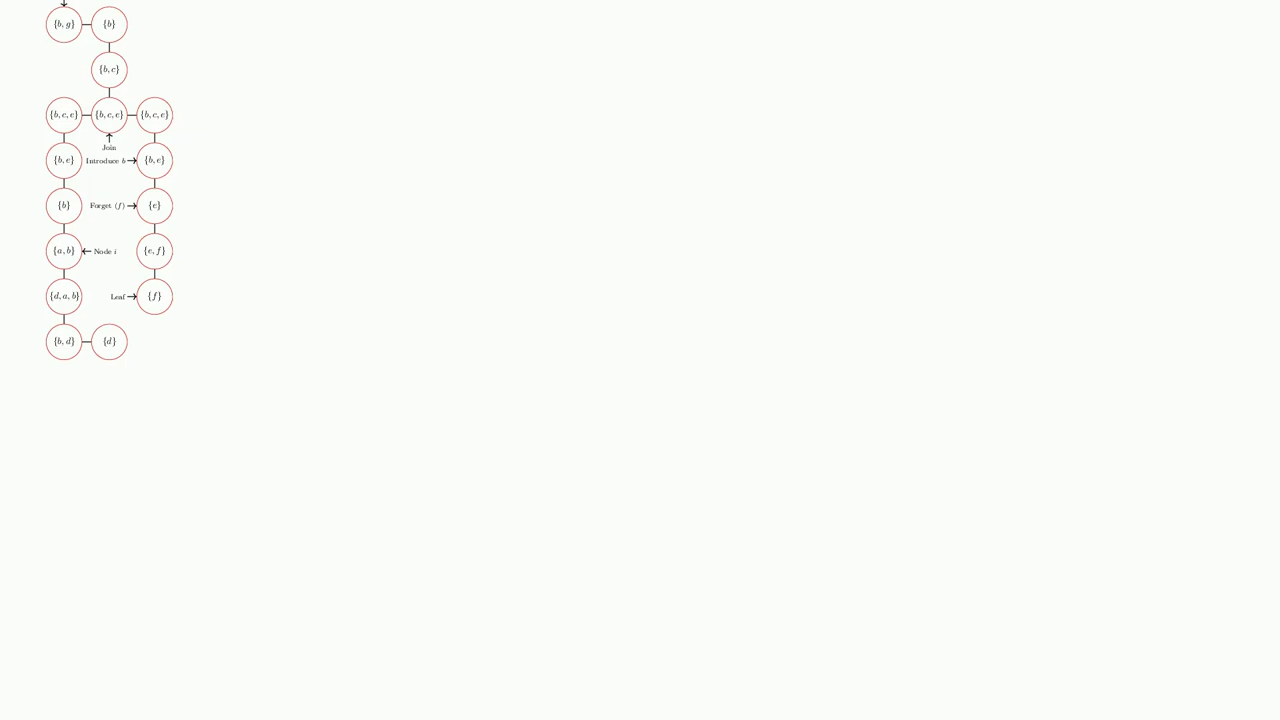 {b, g} {b}
{b, c}
{b, c, e} {b, c, e} {b, c, e}
Join
{b, e} Introduce b {b, e}
{b} Forget (f) {e}
{a, b} Node i {e, f}
{d, a, b} Leaf {f}
{b, d} {d}